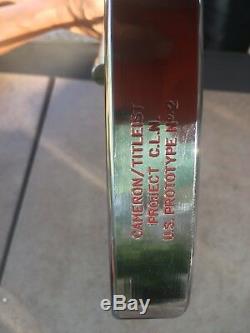 CAMERON/TITLEIST
PROJECT C.L.N.
U.S. PROTOTYPE No. 2
ebay